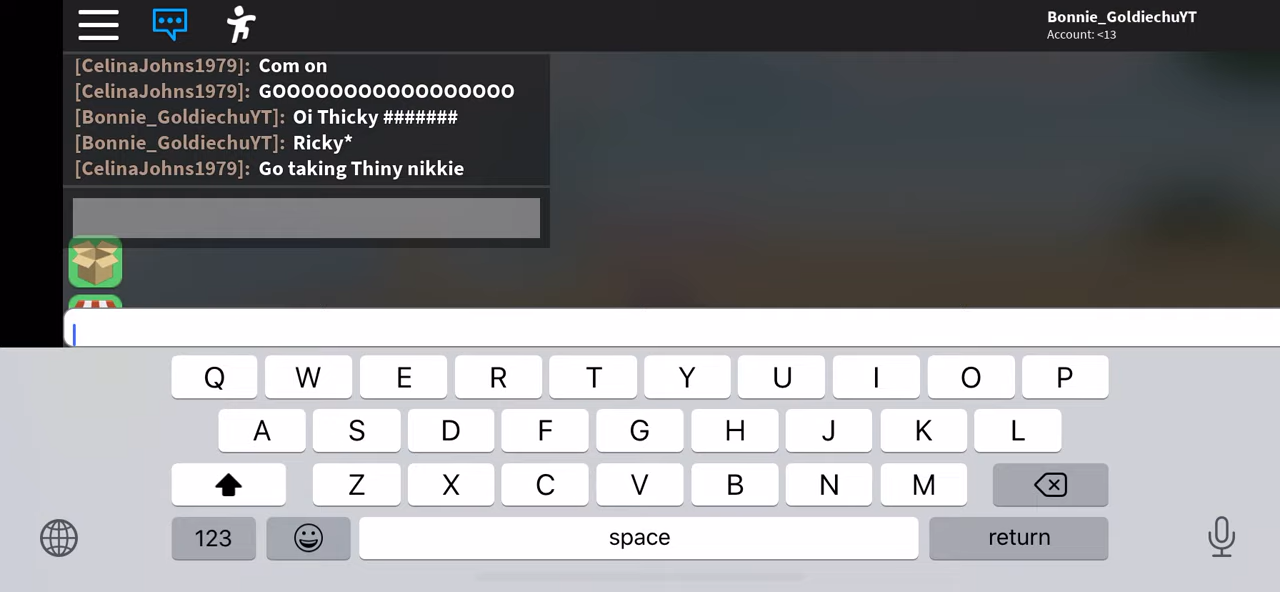 Bonnie_GoldiechuYT
Account: <13
[CelinaJohns1979]: Com on
[CelinaJohns1979]: GOOOOOOOOOOOOOOOOO
[Bonnie_GoldiechuYT]: Oi Thicky #######
[Bonnie_GoldiechuYT]: Ricky*
[CelinaJohns1979]: Go taking Thiny nikkie
Q W E R T Y U I O P
A S D F G H J K L
Z X C V B N M
123 space return